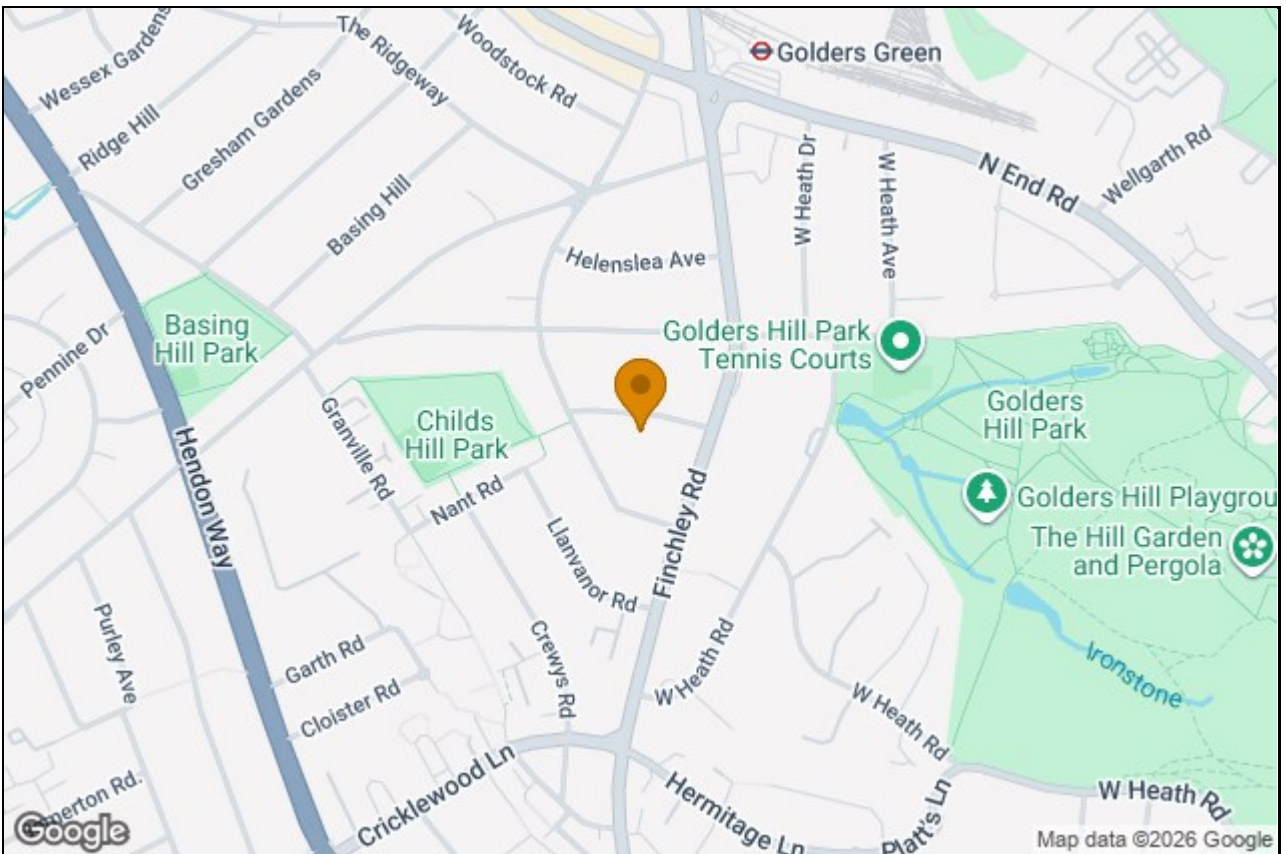 Wessex Gardens
The Ridgeway
Woodstock Rd
Golders Green
Ridge Hill
Gresham Gardens
Basing Hill
W Heath Dr
W Heath Ave
N End Rd
Wellgarth Rd
Helenslea Ave
Pennine Dr
Basing
Hill Park
Golders Hill Park
Tennis Courts
Childs
Hill Park
Golders
Hill Park
Granville Rd
Hendon Way
Nant Rd
Finchley Rd
Golders Hill Playgrou
The Hill Garden
and Pergola
Llanvanor Rd
Purley Ave
Garth Rd
Crewys Rd
W Heath Rd
Ironstone
Cloister Rd
W Heath Rd
Cricklewood Ln
Hermitage Ln
Platt's Ln
W Heath Rd
merton Rd.
Google
Map data ©2026 Google